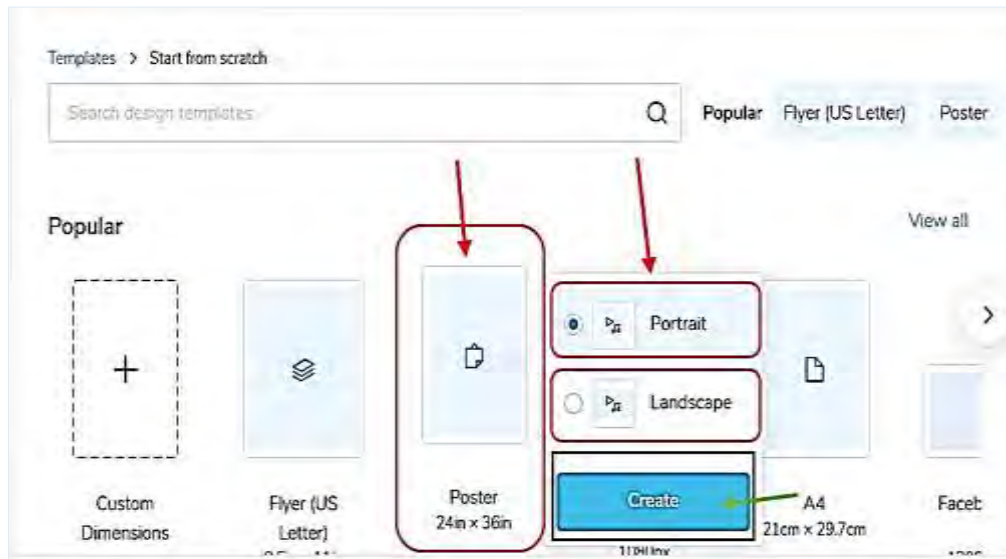 Templates > Start from scratch
Search design templates
Popular Flyer (US Letter) Poster
Popular
View all
Portrait
Landscape
Create
Custom
Dimensions
Flyer (US
Letter)
Poster
24in × 36in
A4
21cm × 29.7cm
Faceb